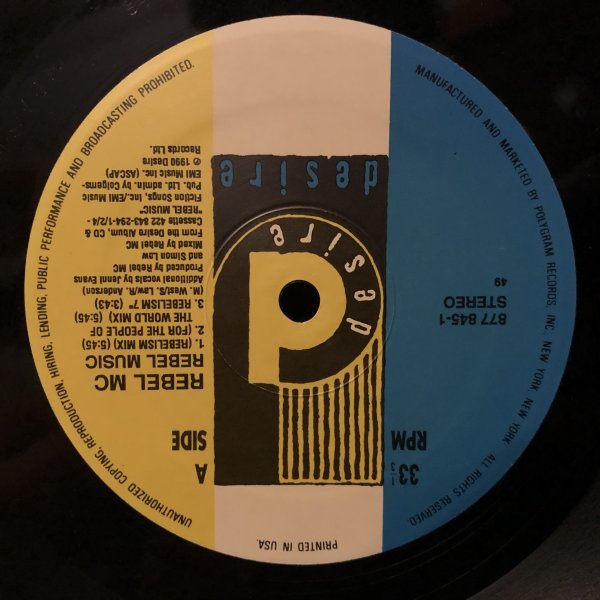 PRINTED IN USA.
33 1/3
RPM
A
SIDE
desire
STEREO
877 845-1
49
REBEL MC
REBEL MUSIC
1. (REBELISM MIX) (5:45)
2. (FOR THE PEOPLE OF
THE WORLD MIX) (5:45)
3. REBELISM 7" (3:43)
(M. West/S. Law/R. Anderson)
Additional vocals by Jenni Evans
Produced by Rebel MC
and Simon Law
Mixed by Rebel MC
From the Desire Album, CD &
Cassette 422 843-294-1/2/4 -
"REBEL MUSIC"
Fiction Songs, Inc./EMI Music
Pub. Ltd. admin. by Colgems-
EMI Music Inc. (ASCAP)
℗ 1990 Desire
Records Ltd.
desire
MANUFACTURED AND MARKETED BY POLYGRAM RECORDS, INC. NEW YORK, NEW YORK ALL RIGHTS RESERVED.
UNAUTHORIZED COPYING, REPRODUCTION, HIRING, LENDING, PUBLIC PERFORMANCE AND BROADCASTING PROHIBITED.